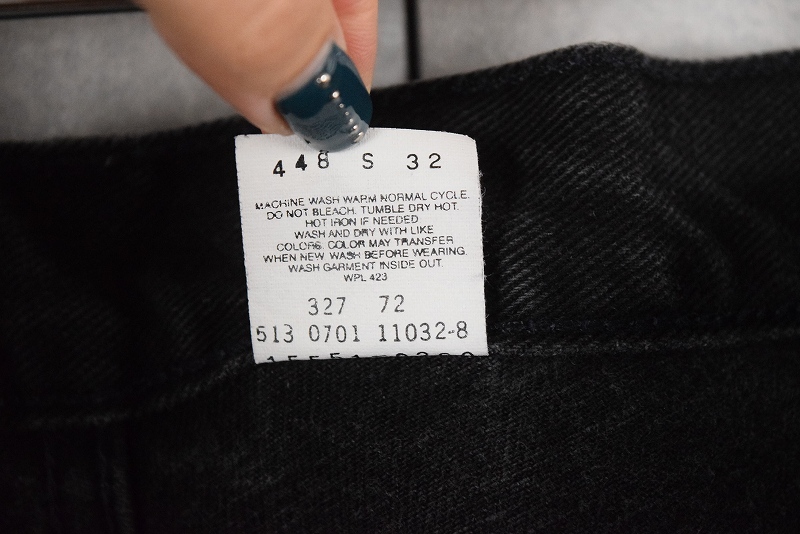 448 S 32
MACHINE WASH WARM NORMAL CYCLE.
DO NOT BLEACH. TUMBLE DRY HOT.
HOT IRON IF NEEDED
WASH AND DRY WITH LIKE
COLORS. COLOR MAY TRANSFER
WHEN NEW. WASH BEFORE WEARING.
WASH GARMENT INSIDE OUT.
WPL 423
327 72
513 0701 11032-8